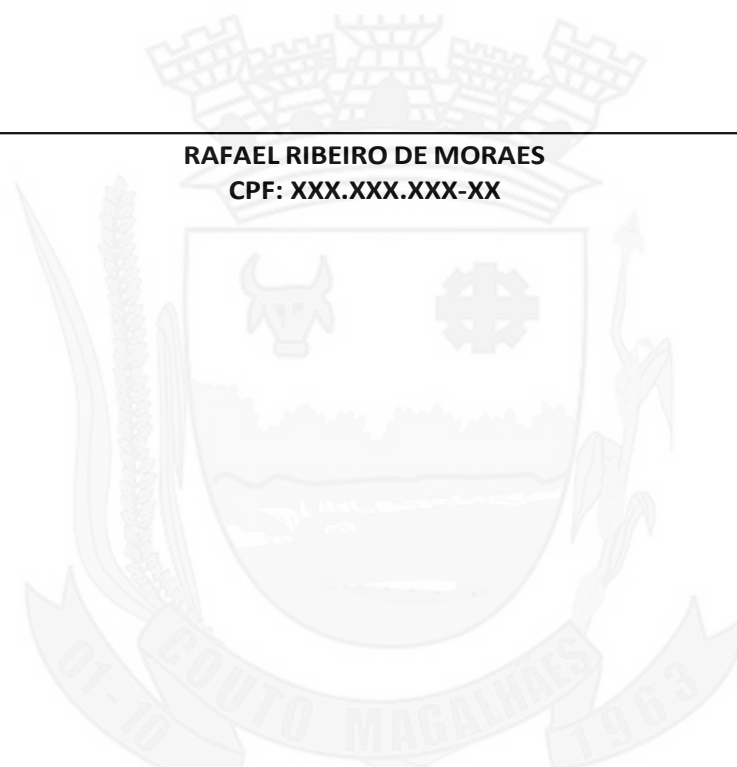 RAFAEL RIBEIRO DE MORAES
CPF: XXX.XXX.XXX-XX
01 - 10
COUTO MAGALHÃES
1963